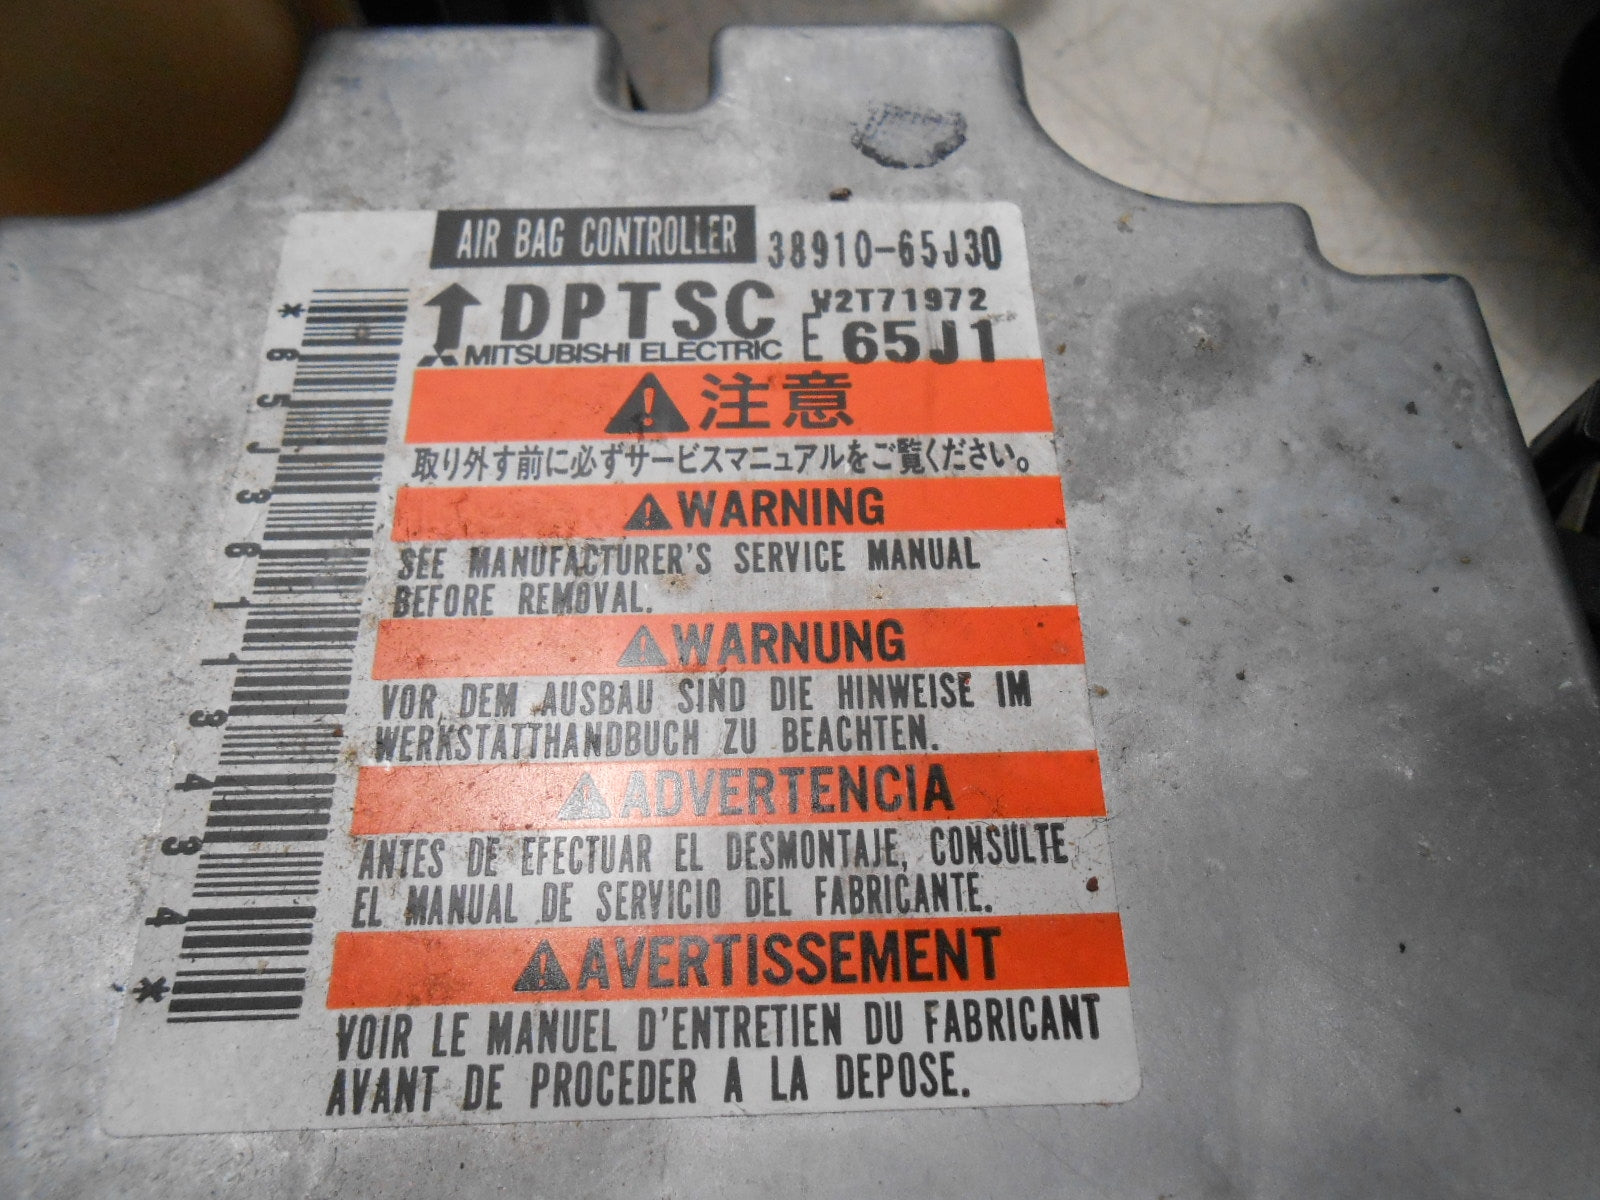 AIR BAG CONTROLLER 38910-65J30
DPTSC W2T71972
MITSUBISHI ELECTRIC E 65J1
注意
取り外す前に必ずサービスマニュアルをご覧ください。
WARNING
SEE MANUFACTURER'S SERVICE MANUAL
BEFORE REMOVAL.
WARNUNG
VOR DEM AUSBAU SIND DIE HINWEISE IM
WERKSTATTHANDBUCH ZU BEACHTEN.
ADVERTENCIA
ANTES DE EFECTUAR EL DESMONTAJE, CONSULTE
EL MANUAL DE SERVICIO DEL FABRICANTE.
AVERTISSEMENT
VOIR LE MANUEL D'ENTRETIEN DU FABRICANT
AVANT DE PROCEDER A LA DEPOSE.
*65J36113434*